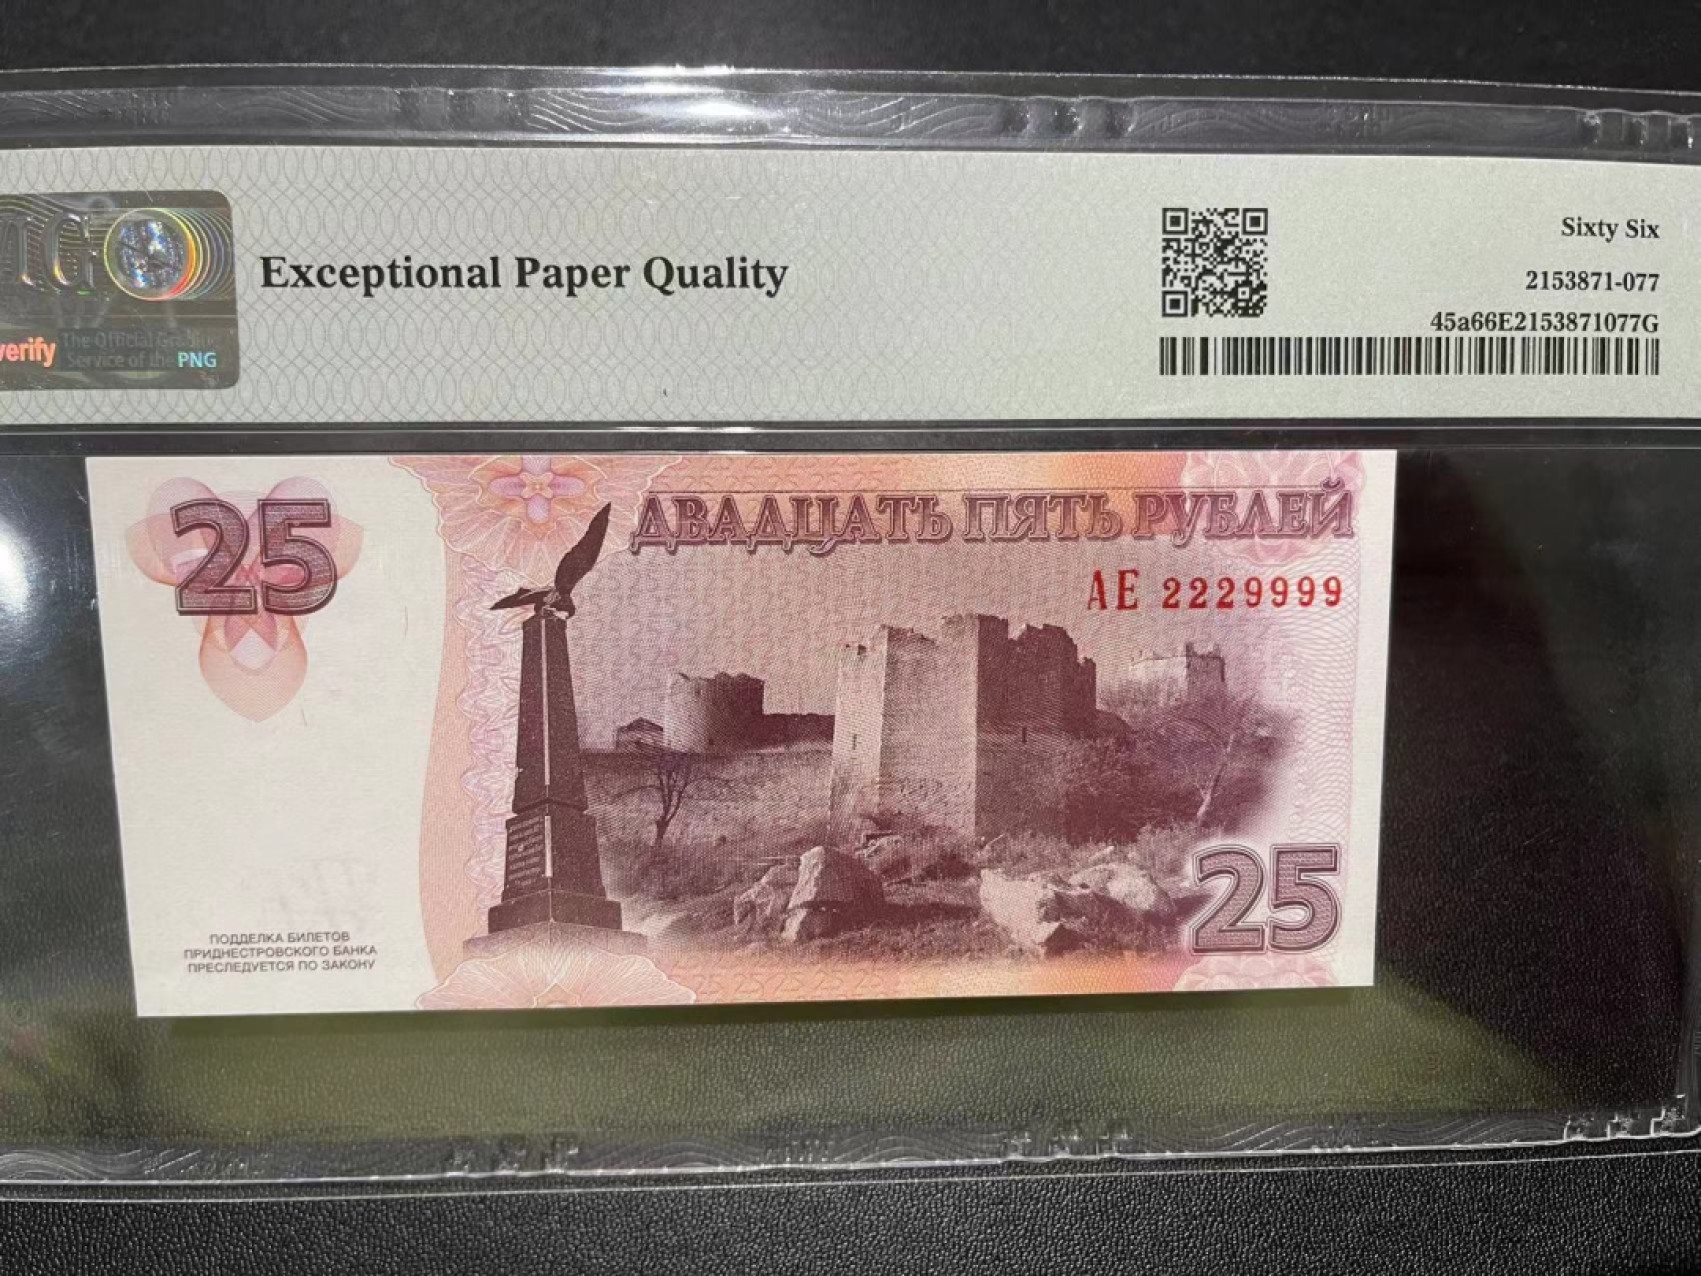 Sixty Six
Exceptional Paper Quality
2153871-077
45a66E2153871077G
verify
The Official Grading
Service of the PNG
25
ДВАДЦАТЬ ПЯТЬ РУБЛЕЙ
АЕ 2229999
25
ПОДДЕЛКА БИЛЕТОВ
ПРИДНЕСТРОВСКОГО БАНКА
ПРЕСЛЕДУЕТСЯ ПО ЗАКОНУ